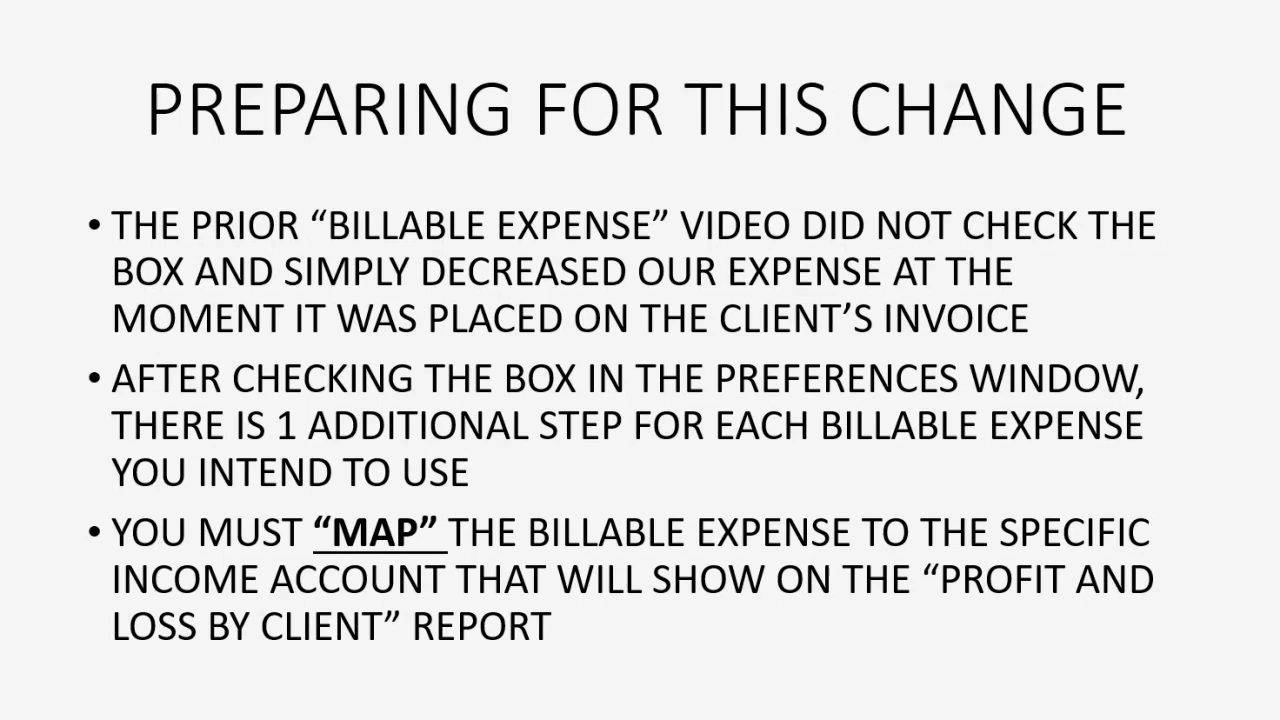 PREPARING FOR THIS CHANGE
• THE PRIOR “BILLABLE EXPENSE” VIDEO DID NOT CHECK THE
BOX AND SIMPLY DECREASED OUR EXPENSE AT THE
MOMENT IT WAS PLACED ON THE CLIENT’S INVOICE
• AFTER CHECKING THE BOX IN THE PREFERENCES WINDOW,
THERE IS 1 ADDITIONAL STEP FOR EACH BILLABLE EXPENSE
YOU INTEND TO USE
• YOU MUST “MAP” THE BILLABLE EXPENSE TO THE SPECIFIC
INCOME ACCOUNT THAT WILL SHOW ON THE “PROFIT AND
LOSS BY CLIENT” REPORT